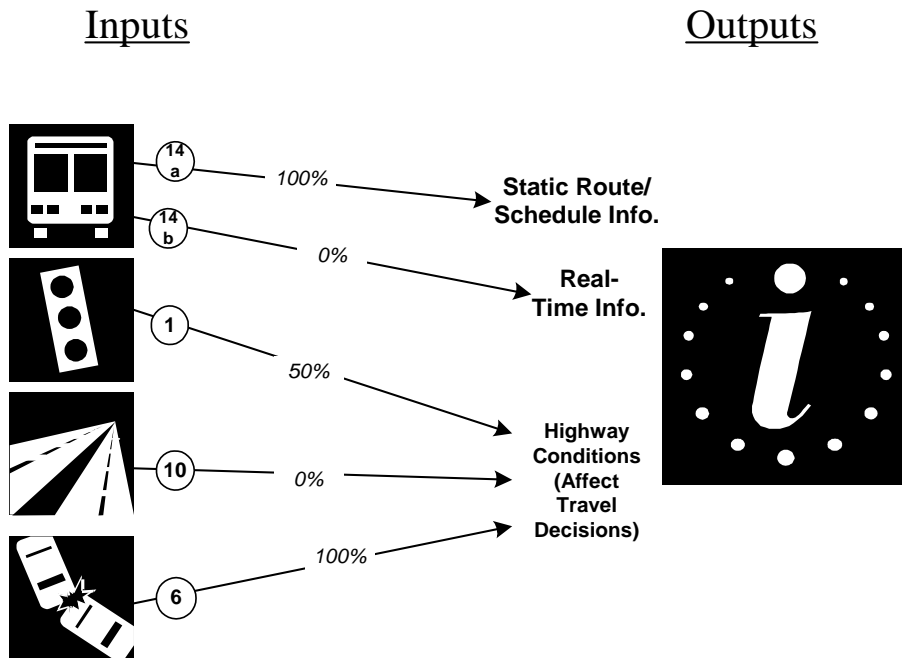 Inputs
Outputs
14
a
100%
Static Route/
Schedule Info.
14
b
0%
Real-
Time Info.
1
50%
Highway
Conditions
(Affect
Travel
Decisions)
10
0%
6
100%
i